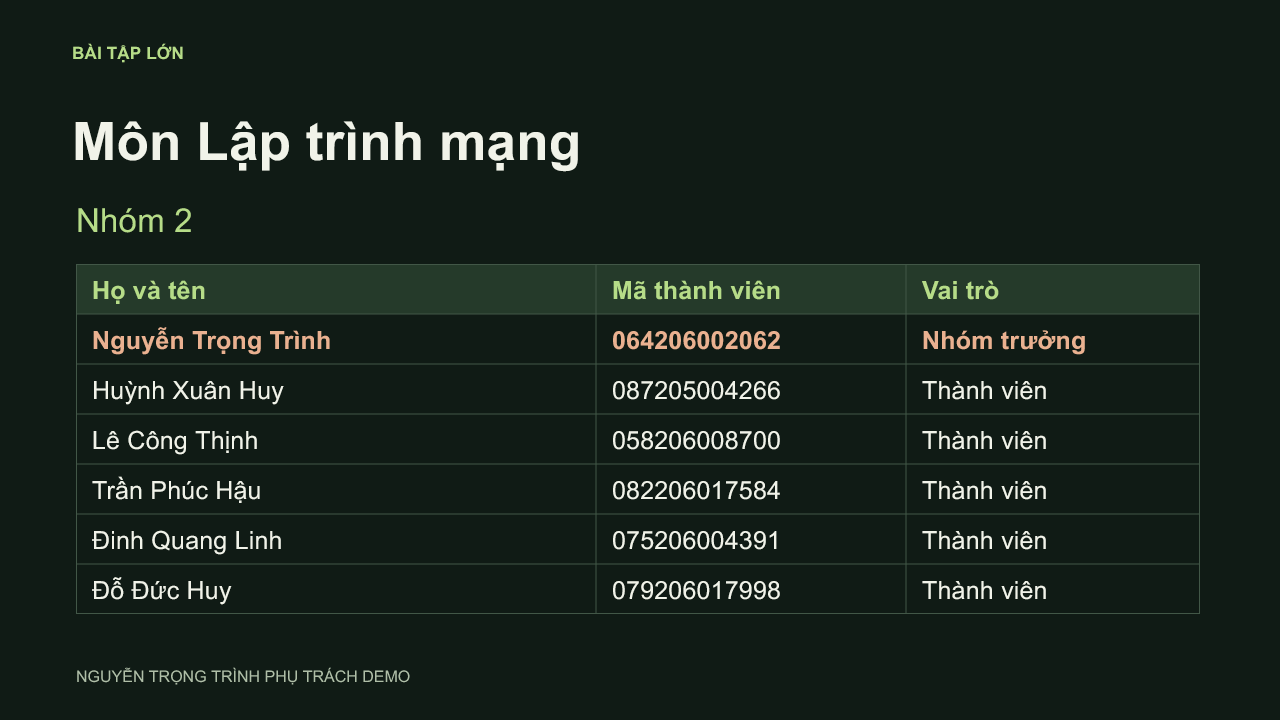 BÀI TẬP LỚN
Môn Lập trình mạng
Nhóm 2
Họ và tên Mã thành viên Vai trò
Nguyễn Trọng Trình 064206002062 Nhóm trưởng
Huỳnh Xuân Huy 087205004266 Thành viên
Lê Công Thịnh 058206008700 Thành viên
Trần Phúc Hậu 082206017584 Thành viên
Đinh Quang Linh 075206004391 Thành viên
Đỗ Đức Huy 079206017998 Thành viên
NGUYỄN TRỌNG TRÌNH PHỤ TRÁCH DEMO